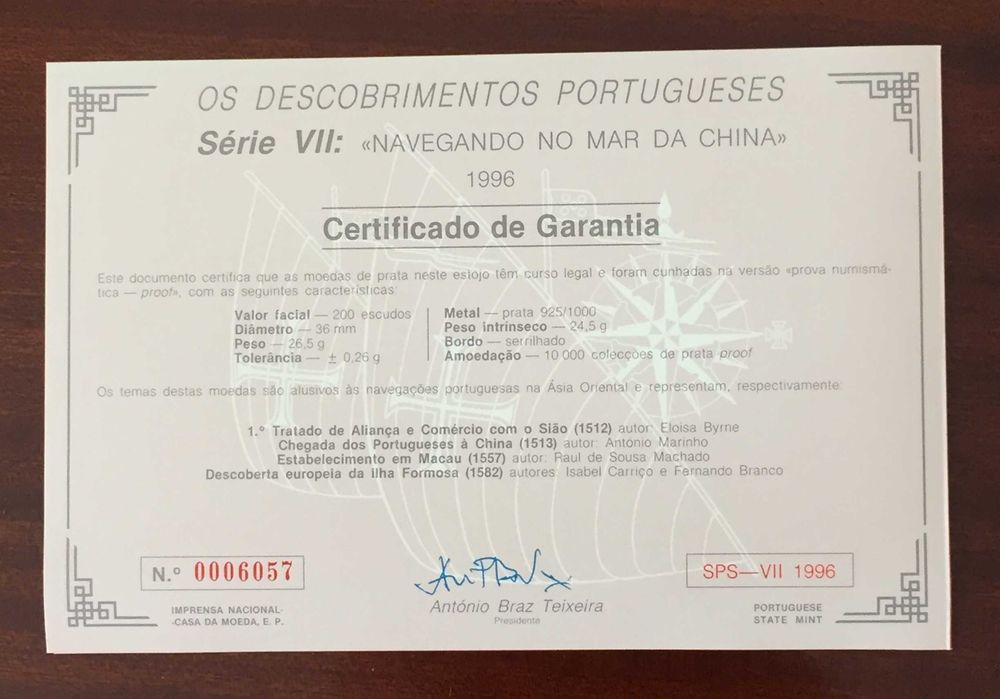 OS DESCOBRIMENTOS PORTUGUESES
Série VII: «NAVEGANDO NO MAR DA CHINA»
1996
Certificado de Garantia
Este documento certifica que as moedas de prata neste estojo têm curso legal e foram cunhadas na versão «prova numismá-
tica — proof», com as seguintes características:
Valor facial — 200 escudos
Diâmetro — 36 mm
Peso — 26,5 g
Tolerância — ± 0,26 g
Metal — prata 925/1000
Peso intrínseco — 24,5 g
Bordo — serrilhado
Amoedação — 10 000 colecções de prata proof
Os temas destas moedas são alusivos às navegações portuguesas na Ásia Oriental e representam, respectivamente:
1.º Tratado de Aliança e Comércio com o Sião (1512) autor: Eloisa Byrne
Chegada dos Portugueses à China (1513) autor: António Marinho
Estabelecimento em Macau (1557) autor: Raul de Sousa Machado
Descoberta europeia da Ilha Formosa (1582) autores: Isabel Carriço e Fernando Branco
N.º 0006057
IMPRENSA NACIONAL-
-CASA DA MOEDA, E. P.
António Braz Teixeira
Presidente
SPS—VII 1996
PORTUGUESE
STATE MINT